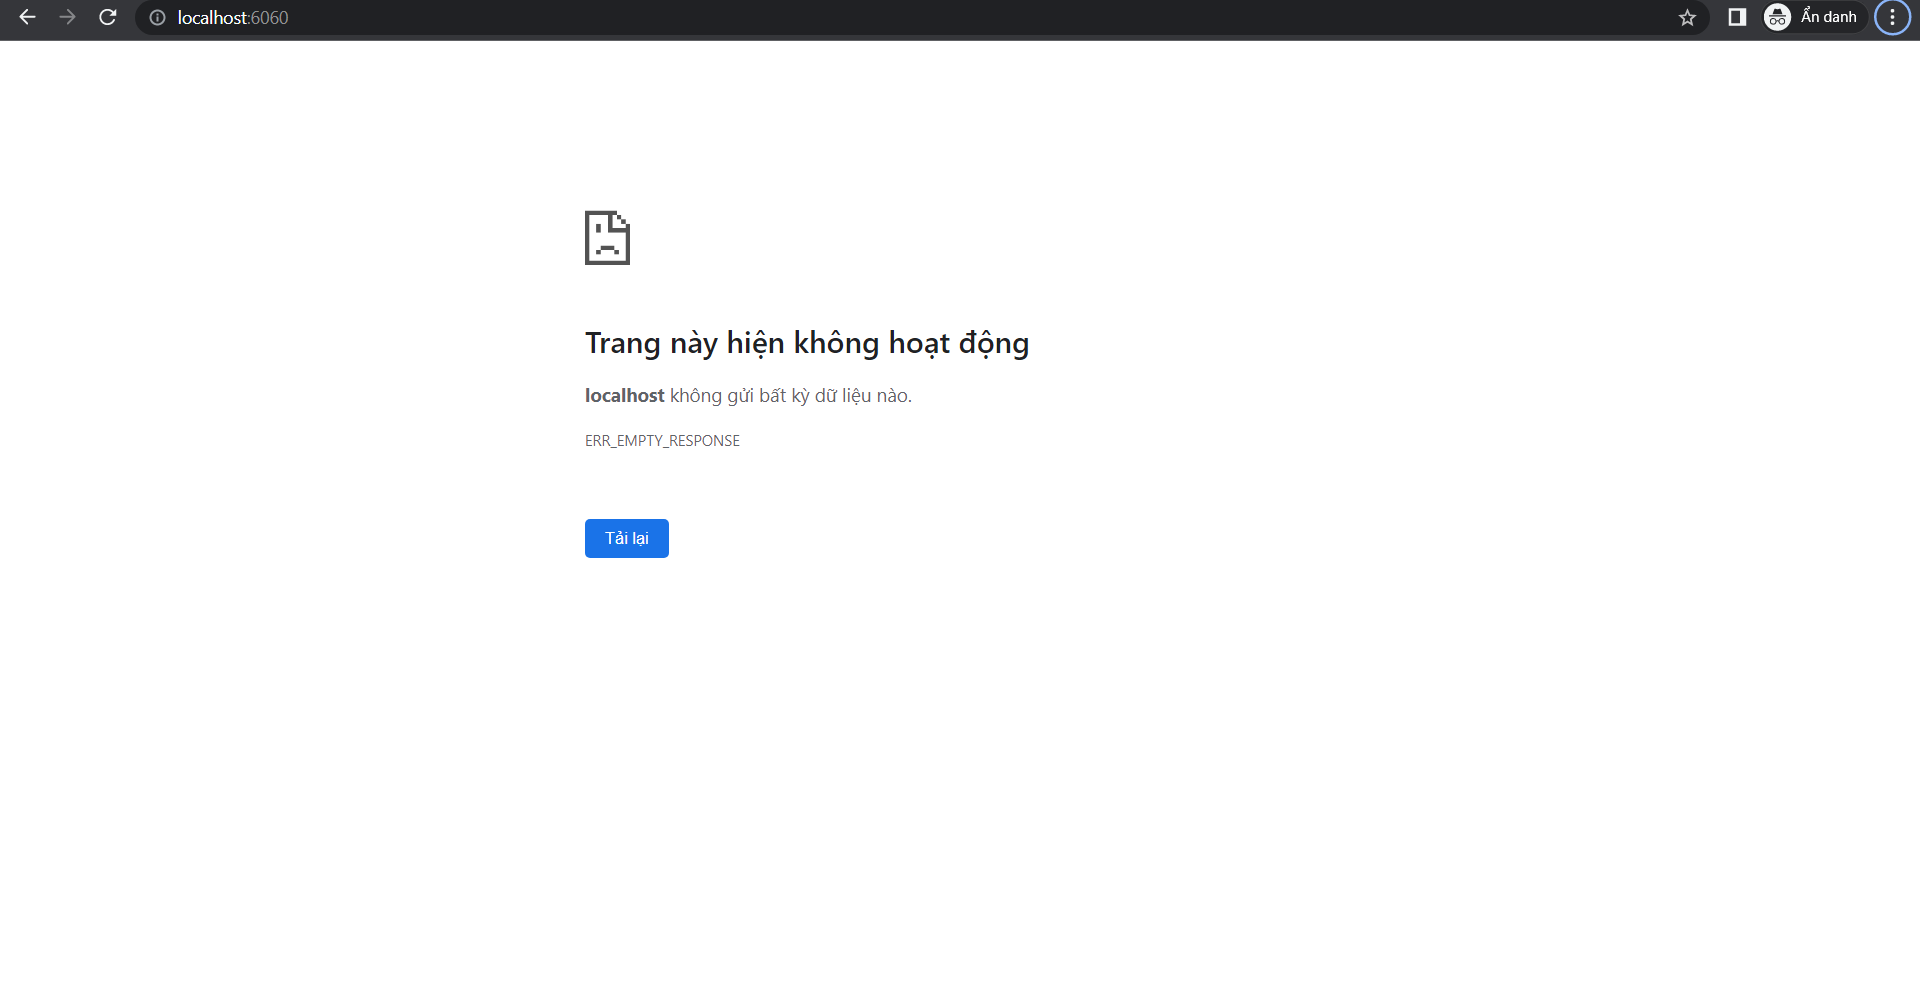 localhost:6060
Ẩn danh
Trang này hiện không hoạt động
localhost không gửi bất kỳ dữ liệu nào.
ERR_EMPTY_RESPONSE
Tải lại